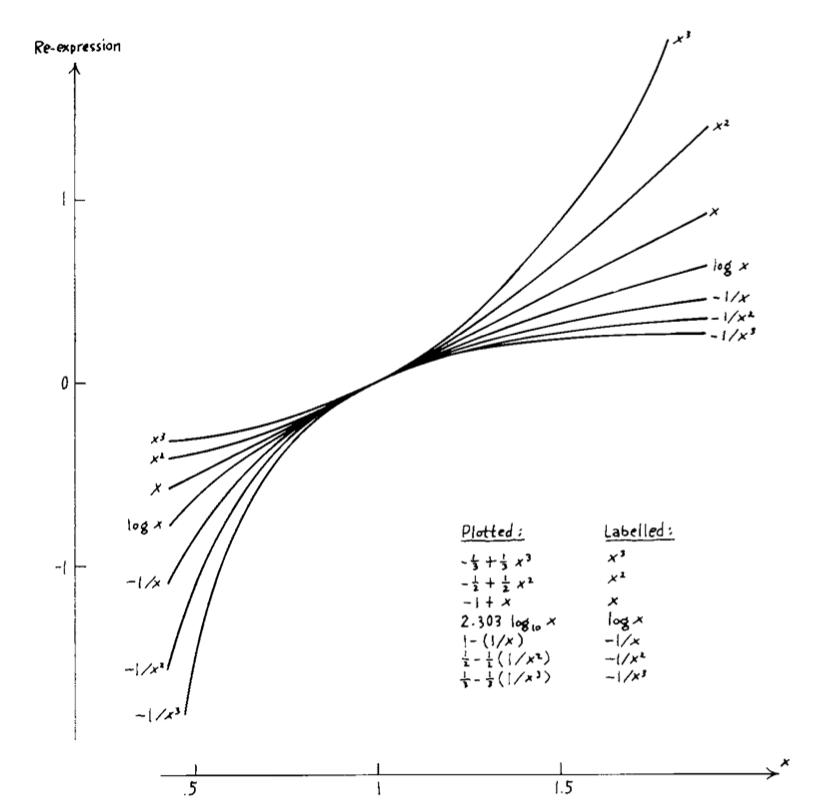 Re-expression
x³
x²
x
log x
-1/x
-1/x²
-1/x³
1
0
-1
x³
x²
x
log x
-1/x
-1/x²
-1/x³
Plotted: Labelled:
-⅓ + ⅓ x³ x³
-½ + ½ x² x²
-1 + x x
2.303 log₁₀ x log x
1 - (1/x) -1/x
½ - ½ (1/x²) -1/x²
⅓ - ⅓ (1/x³) -1/x³
.5 1 1.5 x